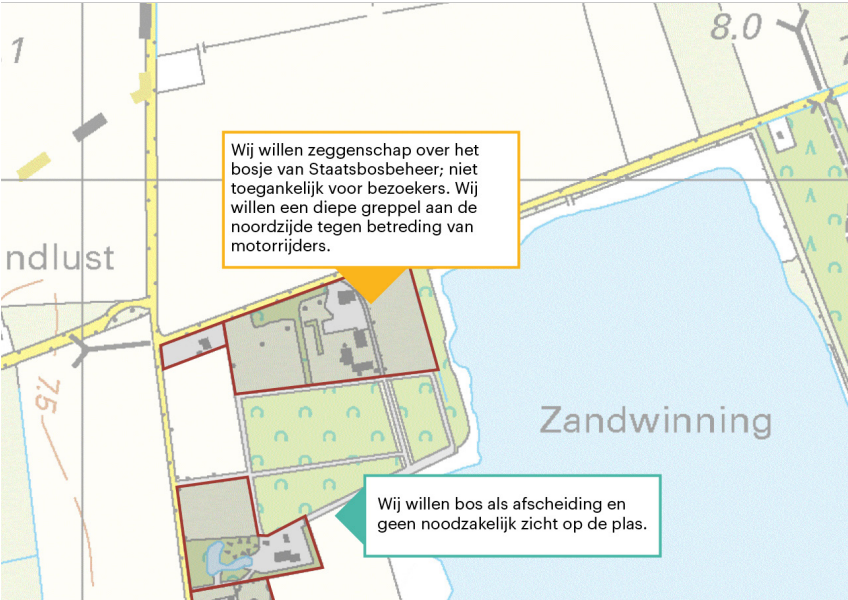 1
8.0
Wij willen zeggenschap over het
bosje van Staatsbosbeheer; niet
toegankelijk voor bezoekers. Wij
willen een diepe greppel aan de
noordzijde tegen betreding van
motorrijders.
ndlust
7.5
Zandwinning
Wij willen bos als afscheiding en
geen noodzakelijk zicht op de plas.